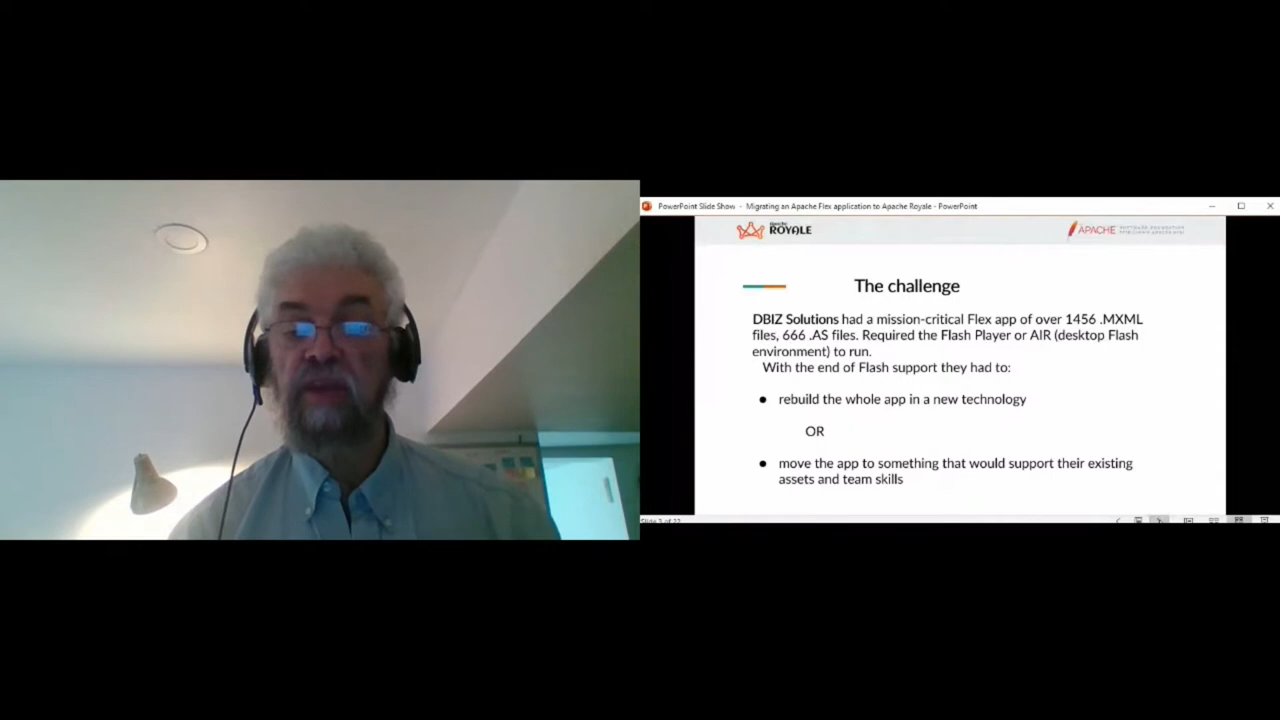 PowerPoint Slide Show - Migrating an Apache Flex application to Apache Royale - PowerPoint
Apache
ROYALE
APACHE
The challenge
DBIZ Solutions had a mission-critical Flex app of over 1456 .MXML
files, 666 .AS files. Required the Flash Player or AIR (desktop Flash
environment) to run.
With the end of Flash support they had to:
● rebuild the whole app in a new technology
OR
● move the app to something that would support their existing
assets and team skills